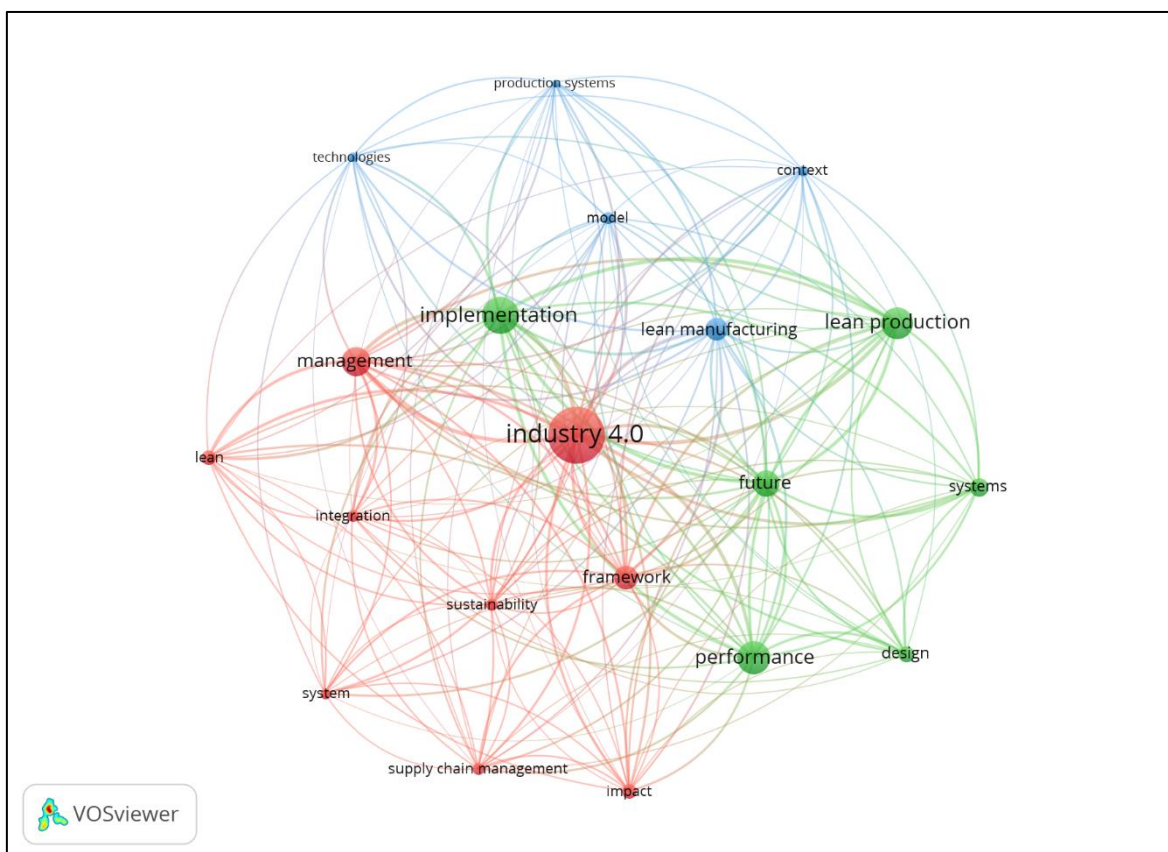 production systems
technologies
context
model
implementation
lean manufacturing
lean production
management
industry 4.0
lean
future
systems
integration
framework
sustainability
performance
design
system
supply chain management
impact
VOSviewer